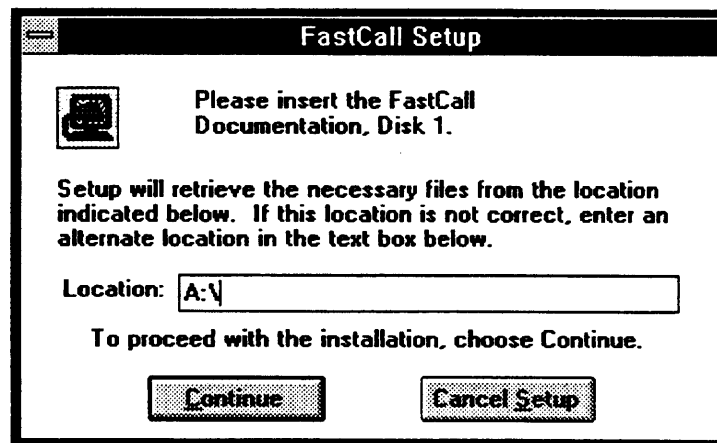 FastCall Setup
Please insert the FastCall
Documentation, Disk 1.
Setup will retrieve the necessary files from the location
indicated below. If this location is not correct, enter an
alternate location in the text box below.
Location: A:\
To proceed with the installation, choose Continue.
Continue Cancel Setup